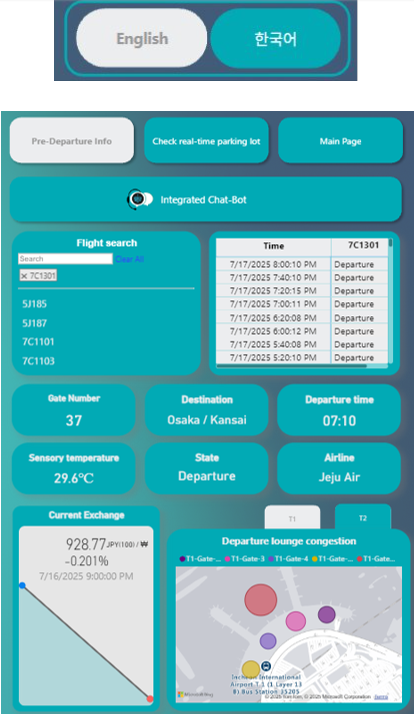 English
한국어
Pre-Departure Info
Check real-time parking lot
Main Page
Integrated Chat-Bot
Flight search
Search
Clear All
× 7C1301
5J185
5J187
7C1101
7C1103
Time 7C1301
7/17/2025 8:00:10 PM Departure
7/17/2025 7:40:10 PM Departure
7/17/2025 7:20:15 PM Departure
7/17/2025 7:00:11 PM Departure
7/17/2025 6:20:08 PM Departure
7/17/2025 6:00:12 PM Departure
7/17/2025 5:40:08 PM Departure
7/17/2025 5:20:10 PM Departure
Gate Number
37
Destination
Osaka / Kansai
Departure time
07:10
Sensory temperature
29.6℃
State
Departure
Airline
Jeju Air
Current Exchange
928.77 JPY(100) / ₩
-0.201%
7/16/2025 9:00:00 PM
T1
T2
Departure lounge congestion
T1-Gate-... T1-Gate-3 T1-Gate-4 T1-Gate-... T1-Gate...
Incheon International
Airport T.1 (1 Layer 13
B) Bus Station 25205
Microsoft Bing
© 2025 Microsoft Corporation Terms